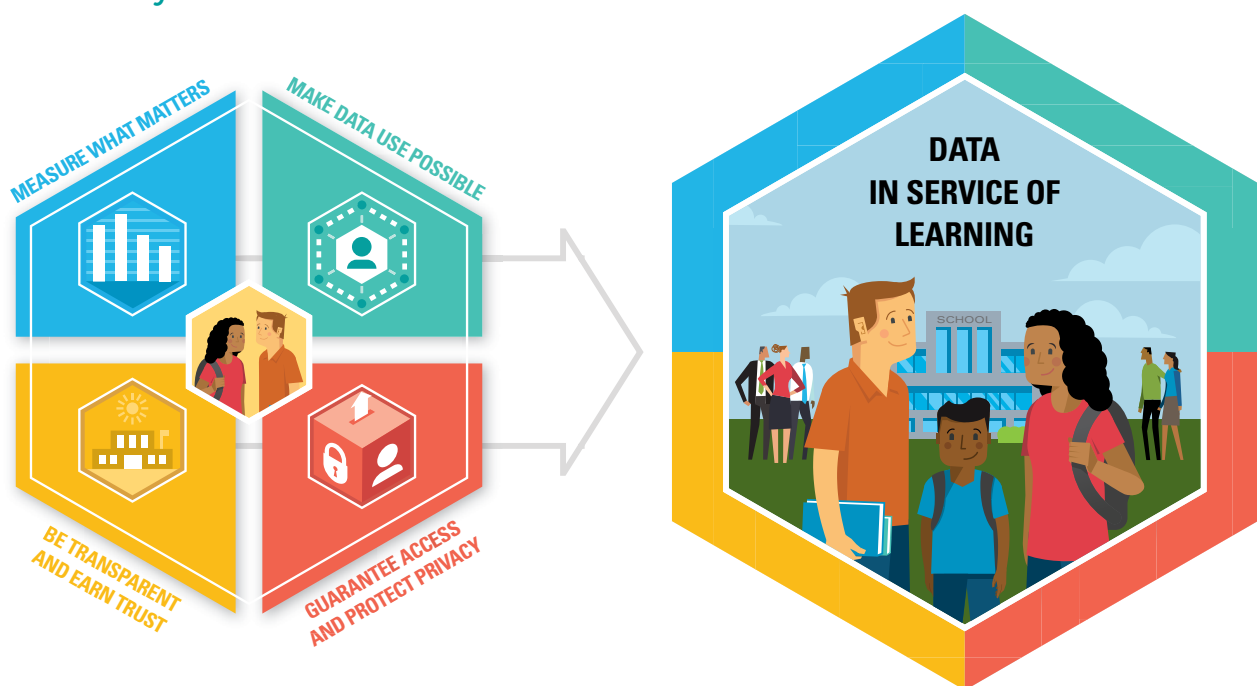 MEASURE WHAT MATTERS
MAKE DATA USE POSSIBLE
BE TRANSPARENT
AND EARN TRUST
GUARANTEE ACCESS
AND PROTECT PRIVACY
DATA
IN SERVICE OF
LEARNING
SCHOOL